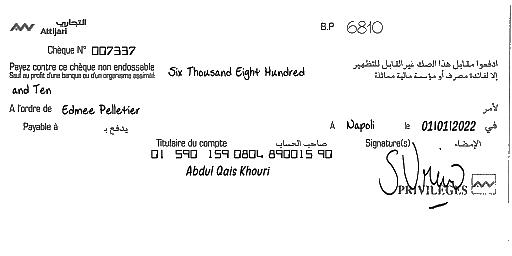 التجاري
Attijari
B.P 6810
Chèque N° 007337
Payez contre ce chèque non endossable
Sauf au profit d'une banque ou d'un organisme assimilé
Six Thousand Eight Hundred
ادفعوا مقابل هذا الصك غير القابل للتظهير
إلا لفائدة مصرف أو مؤسسة مالية مماثلة
and Ten
A l'ordre de Edmee Pelletier لأمر
Payable à يدفع بـ A Napoli le 01/01/2022 في
Titulaire du compte صاحب الحساب Signature(s) الإمضاء
01 590 159 0804 890015 90
Abdul Qais Khouri
PRIVILEGES